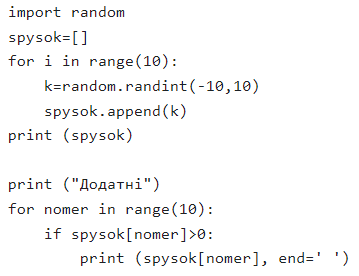 import random
spysok=[]
for i in range(10):
    k=random.randint(-10,10)
    spysok.append(k)
print (spysok)

print ("Додатні")
for nomer in range(10):
    if spysok[nomer]>0:
        print (spysok[nomer], end=' ')